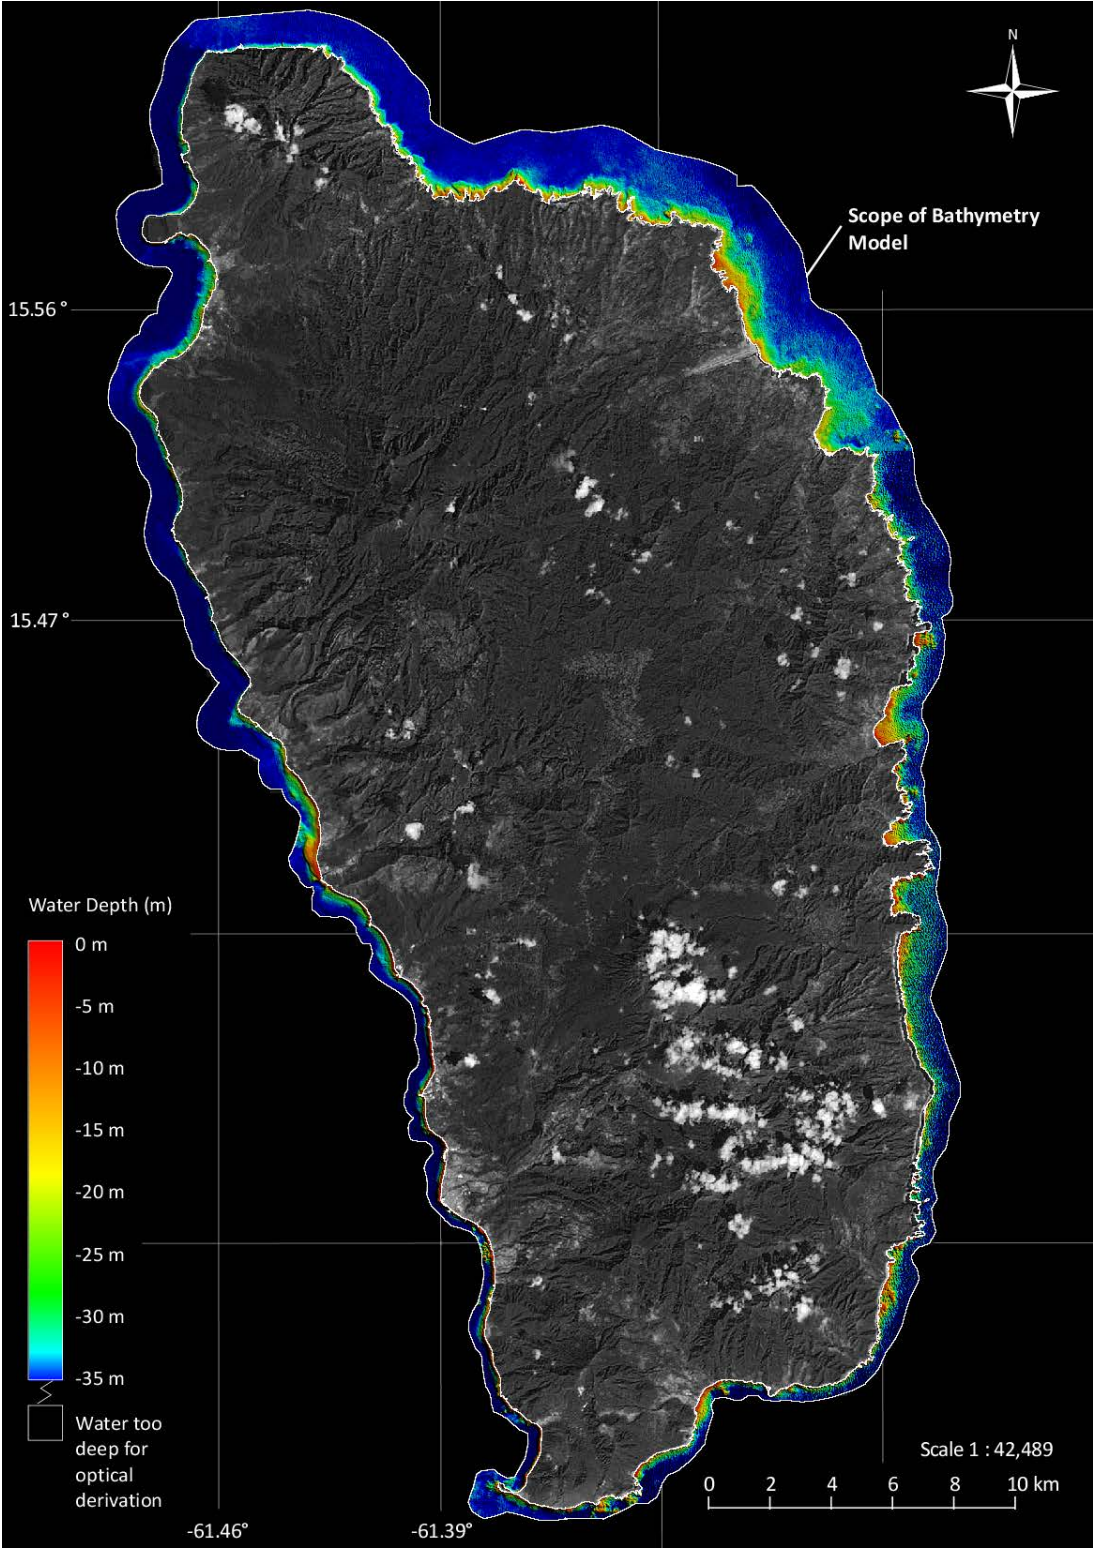 N
Scope of Bathymetry
Model
15.56 °
15.47 °
Water Depth (m)
0 m
-5 m
-10 m
-15 m
-20 m
-25 m
-30 m
-35 m
Water too
deep for
optical
derivation
Scale 1 : 42,489
0 2 4 6 8 10 km
-61.46° -61.39°